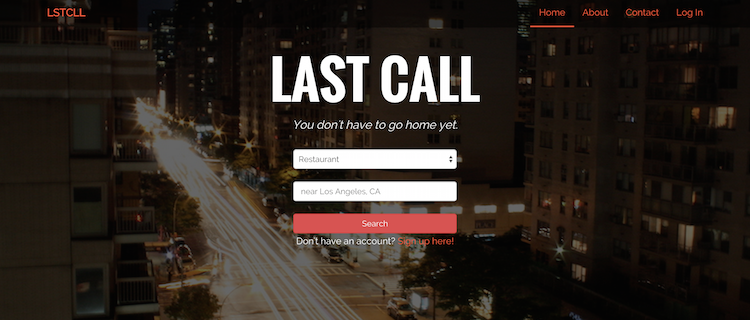 LSTCLL
Home About Contact Log In
LAST CALL
You don't have to go home yet.
Restaurant
near Los Angeles, CA
Search
Don't have an account? Sign up here!